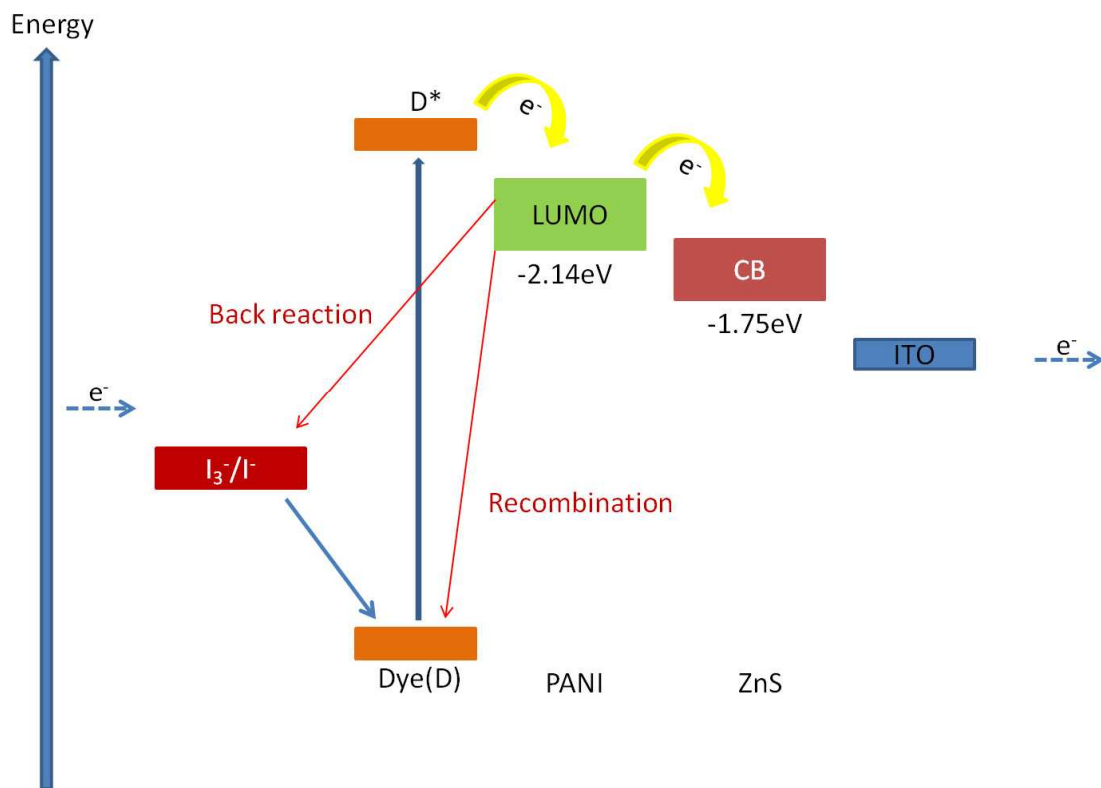 Energy
D*
e⁻
e⁻
LUMO
-2.14eV
CB
-1.75eV
Back reaction
ITO
e⁻
e⁻
I₃⁻/I⁻
Recombination
Dye(D)
PANI
ZnS